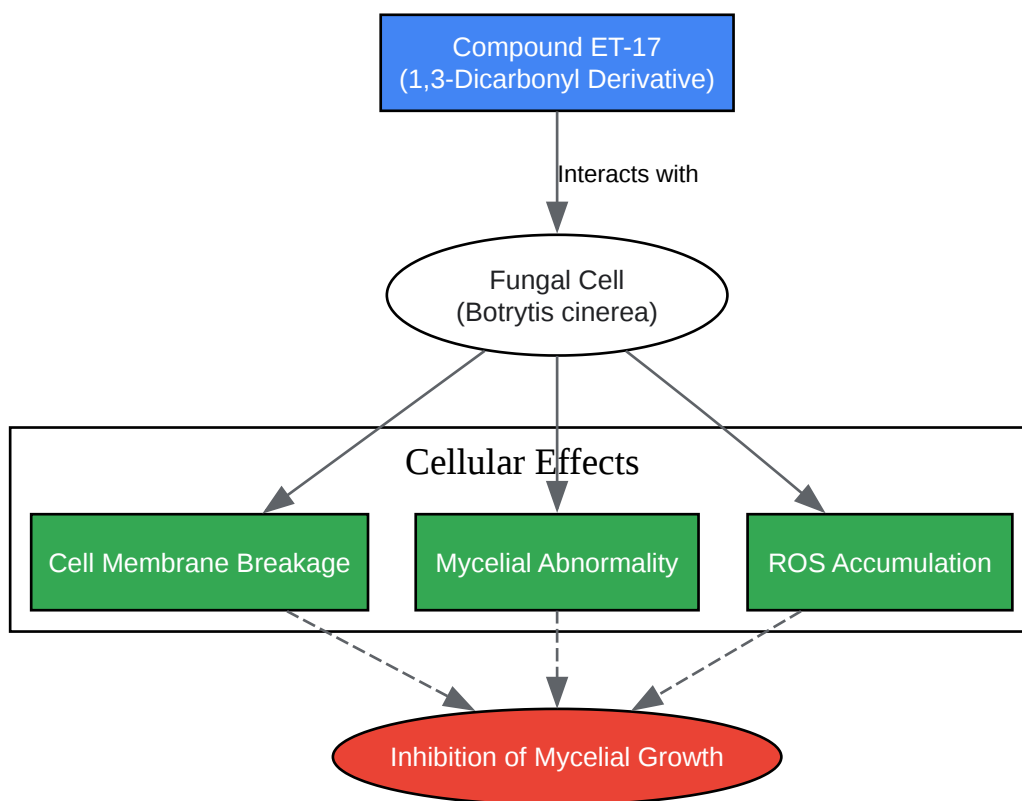 Compound ET-17
(1,3-Dicarbonyl Derivative)
Interacts with
Fungal Cell
(Botrytis cinerea)
Cellular Effects
Cell Membrane Breakage
Mycelial Abnormality
ROS Accumulation
Inhibition of Mycelial Growth